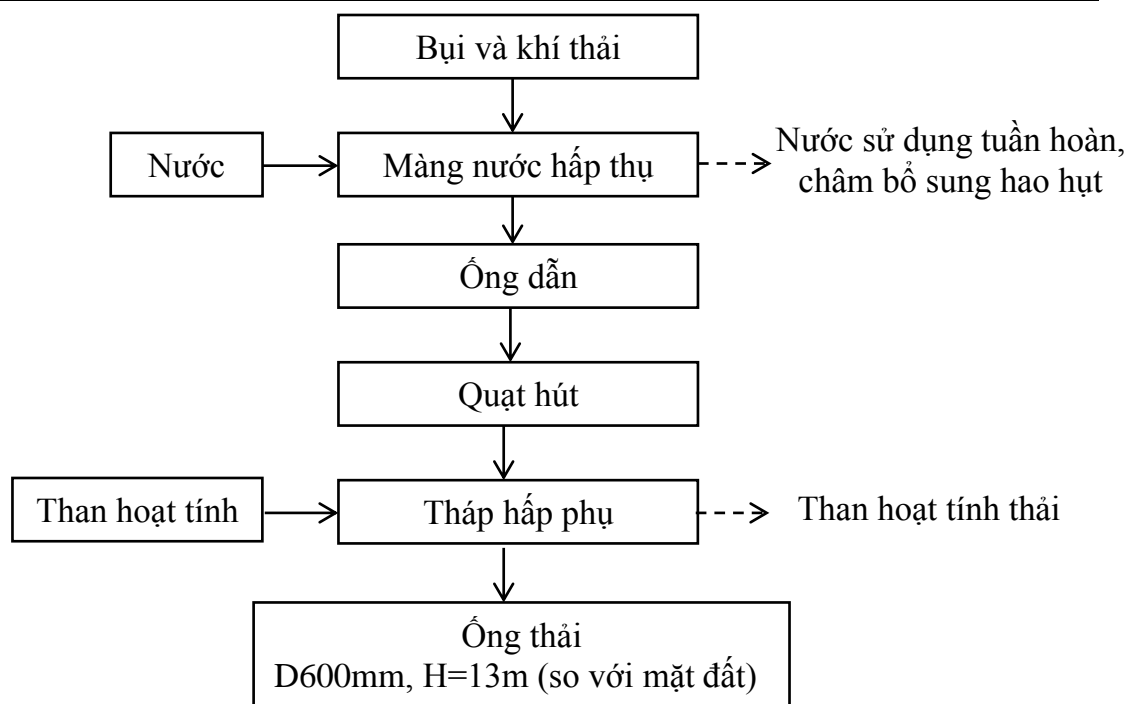 Bụi và khí thải
Nước
Màng nước hấp thụ
Nước sử dụng tuần hoàn,
châm bổ sung hao hụt
Ống dẫn
Quạt hút
Than hoạt tính
Tháp hấp phụ
Than hoạt tính thải
Ống thải
D600mm, H=13m (so với mặt đất)